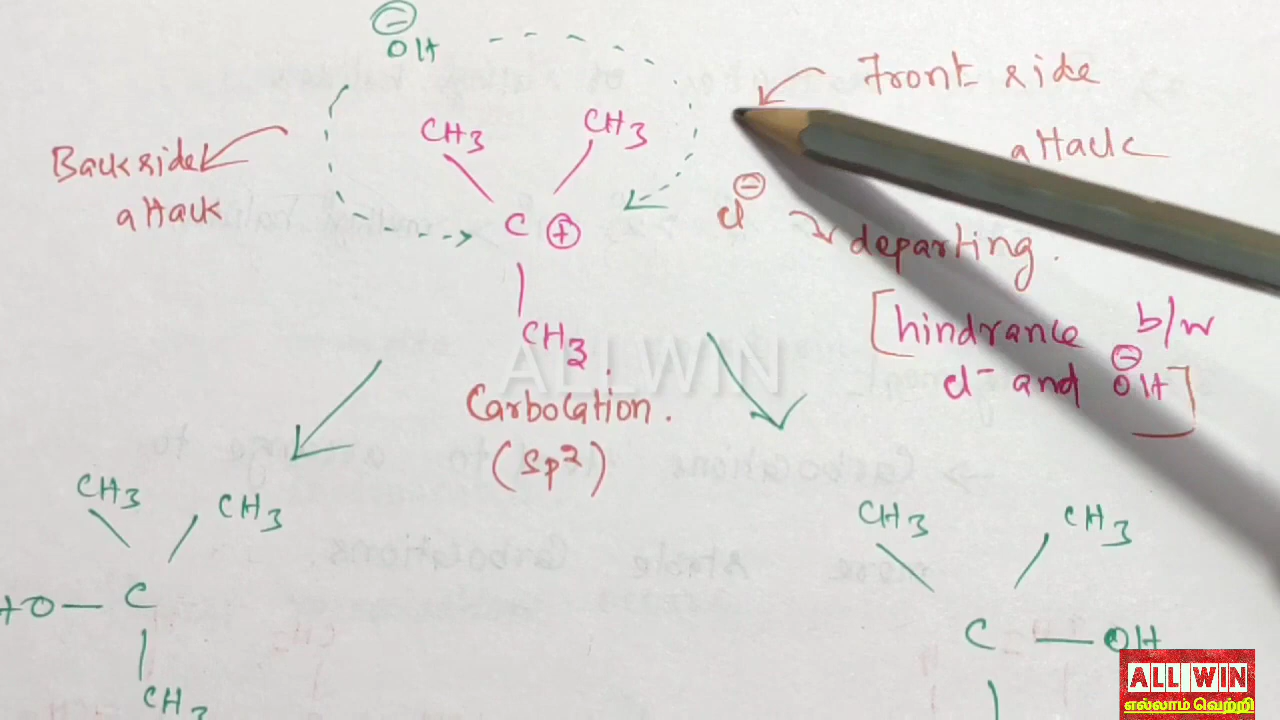 ⊖
OH
Front side
attack
Back side
attack
CH3
CH3
Cl⊖
C ⊕
departing.
CH3
[hindrance b/w
Cl⁻ and ⊖OH]
ALLWIN
Carbocation.
(sp²)
CH3
CH3
HO — C
CH3
CH3
CH3
C — OH
ALL WIN
எல்லாம் வெற்றி